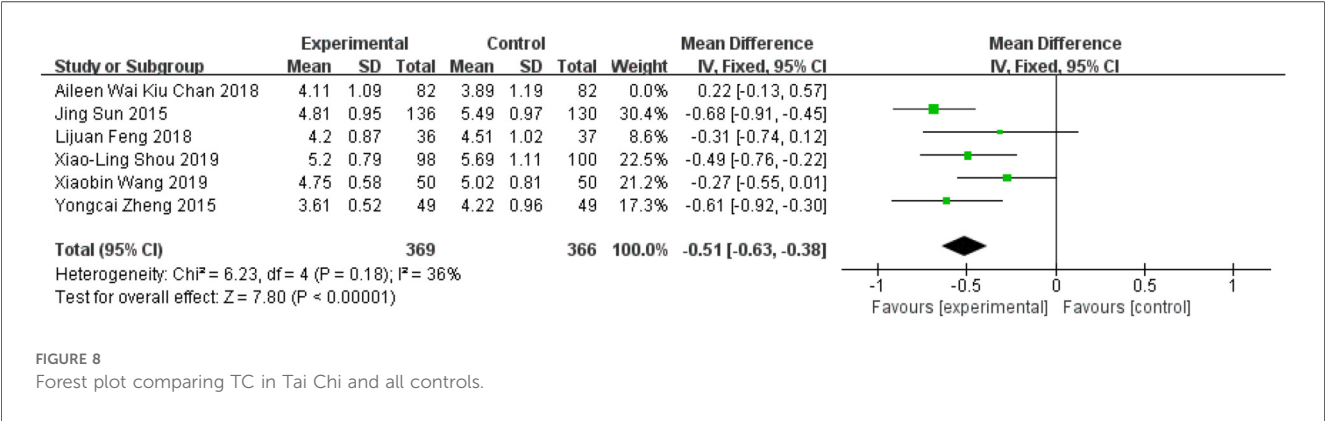 Experimental Control Mean Difference Mean Difference
Study or Subgroup Mean SD Total Mean SD Total Weight IV, Fixed, 95% CI IV, Fixed, 95% CI
Aileen Wai Kiu Chan 2018 4.11 1.09 82 3.89 1.19 82 0.0% 0.22 [-0.13, 0.57]
Jing Sun 2015 4.81 0.95 136 5.49 0.97 130 30.4% -0.68 [-0.91, -0.45]
Lijuan Feng 2018 4.2 0.87 36 4.51 1.02 37 8.6% -0.31 [-0.74, 0.12]
Xiao-Ling Shou 2019 5.2 0.79 98 5.69 1.11 100 22.5% -0.49 [-0.76, -0.22]
Xiaobin Wang 2019 4.75 0.58 50 5.02 0.81 50 21.2% -0.27 [-0.55, 0.01]
Yongcai Zheng 2015 3.61 0.52 49 4.22 0.96 49 17.3% -0.61 [-0.92, -0.30]
Total (95% CI) 369 366 100.0% -0.51 [-0.63, -0.38]
Heterogeneity: Chi² = 6.23, df = 4 (P = 0.18); I² = 36%
Test for overall effect: Z = 7.80 (P < 0.00001)
-1 -0.5 0 0.5 1
Favours [experimental] Favours [control]
FIGURE 8
Forest plot comparing TC in Tai Chi and all controls.